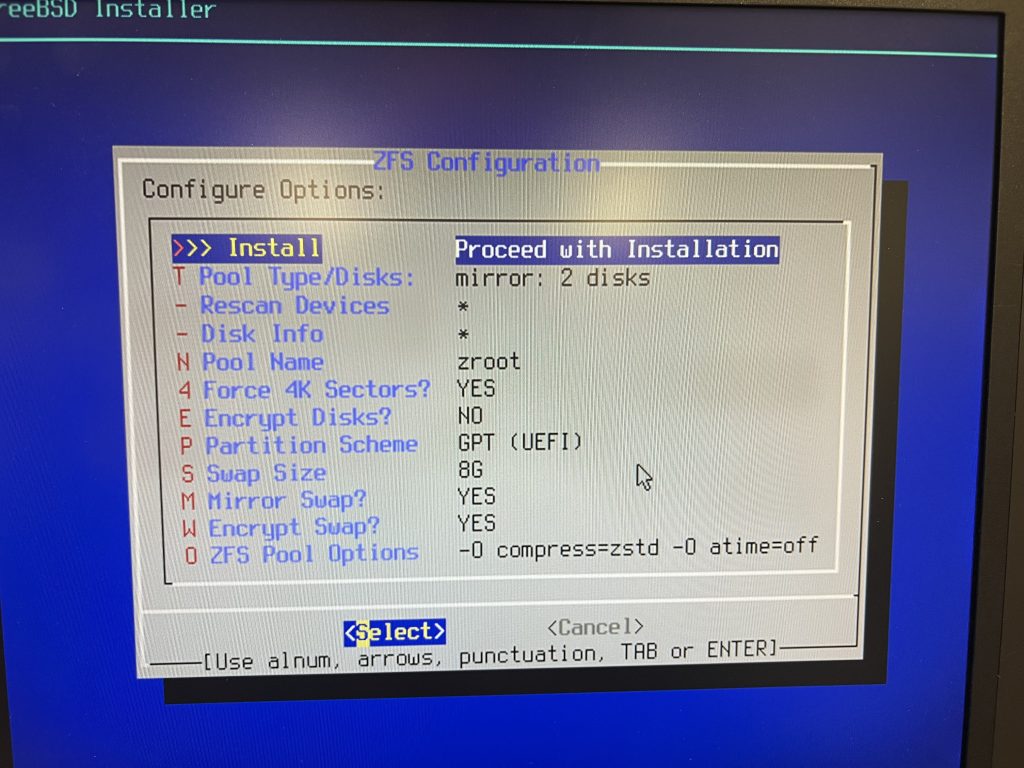 reeBSD Installer
ZFS Configuration
Configure Options:
>>> Install Proceed with Installation
T Pool Type/Disks: mirror: 2 disks
- Rescan Devices *
- Disk Info *
N Pool Name zroot
4 Force 4K Sectors? YES
E Encrypt Disks? NO
P Partition Scheme GPT (UEFI)
S Swap Size 8G
M Mirror Swap? YES
W Encrypt Swap? YES
O ZFS Pool Options -O compress=zstd -O atime=off
<Select> <Cancel>
[Use alnum, arrows, punctuation, TAB or ENTER]